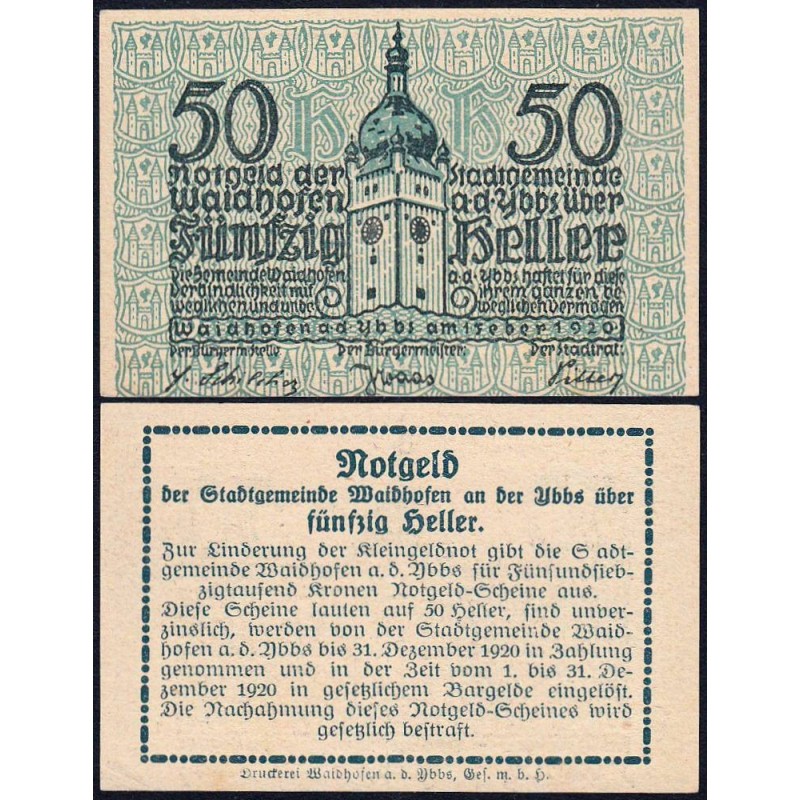 50 H H 50
Notgeld der Stadtgemeinde
Waidhofen a.d. Ybbs über
Fünfzig Heller
Die Gemeinde Waidhofen a.d. Ybbs haftet für diese
Verbindlichkeit mit ihrem ganzen be
weglichen und unbe weglichen Vermögen
Waidhofen a.d. Ybbs am 1 Feber 1920
Der Bürgerm. Stelle Der Bürgermeister: Der Stadtrat:
Notgeld
der Stadtgemeinde Waidhofen an der Ybbs über
fünfzig Heller.
Zur Linderung der Kleingeldnot gibt die S adt-
gemeinde Waidhofen a. d. Ybbs für Fünfundsieb-
zigtausend Kronen Notgeld-Scheine aus.
Diese Scheine lauten auf 50 Heller, sind unver-
zinslich, werden von der Stadtgemeinde Waid-
hofen a. d. Ybbs bis 31. Dezember 1920 in Zahlung
genommen und in der Zeit vom 1. bis 31. De-
zember 1920 in gesetzlichem Bargelde eingelöst.
Die Nachahmung dieses Notgeld-Scheines wird
gesetzlich bestraft.
Druckerei Waidhofen a. d. Ybbs, Ges. m. b. H.